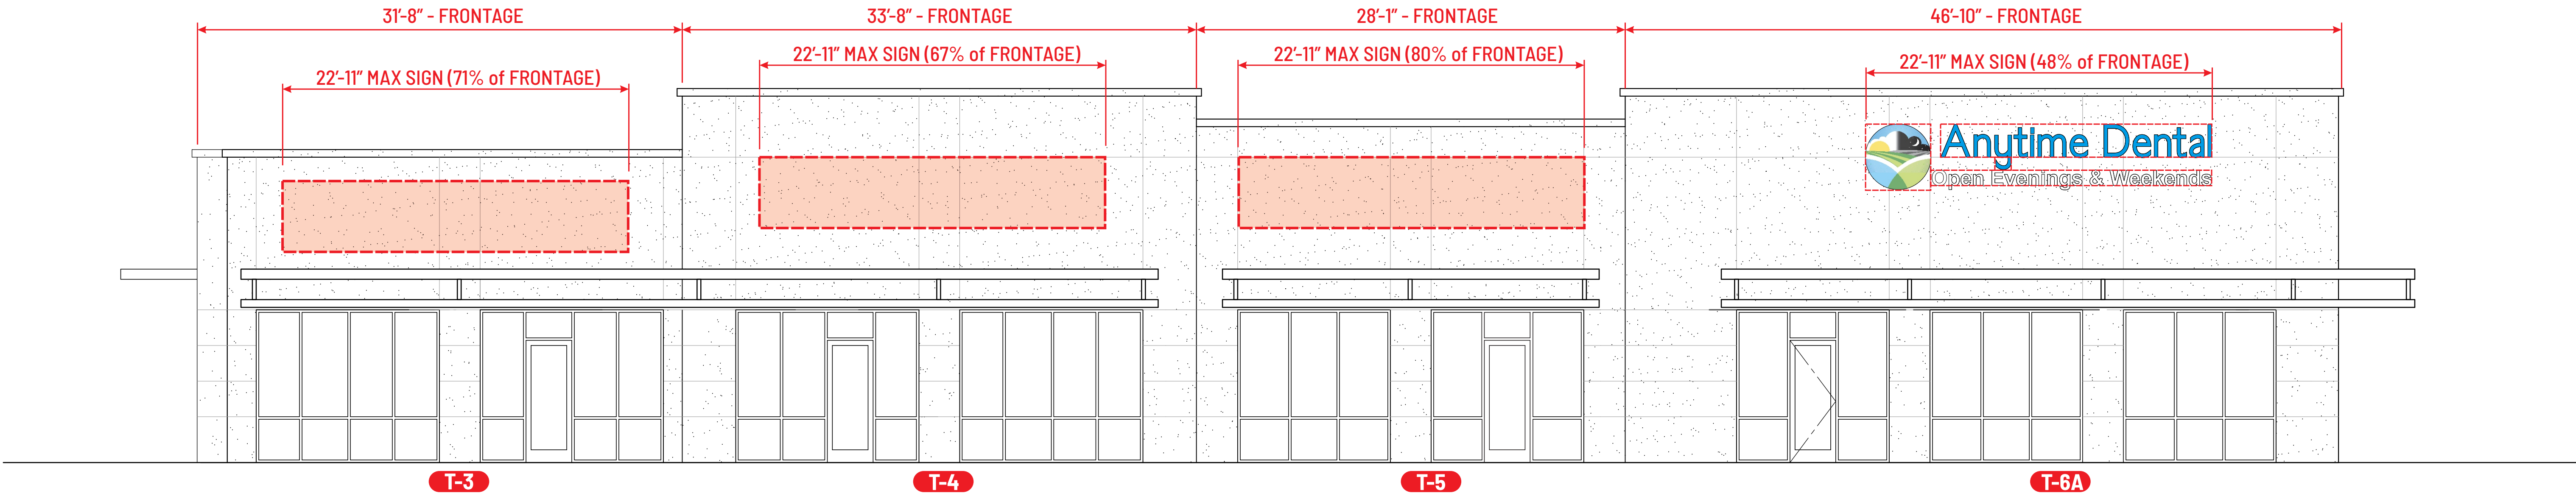 31'-8" - FRONTAGE
33'-8" - FRONTAGE
28'-1" - FRONTAGE
46'-10" - FRONTAGE
22'-11" MAX SIGN (71% of FRONTAGE)
22'-11" MAX SIGN (67% of FRONTAGE)
22'-11" MAX SIGN (80% of FRONTAGE)
22'-11" MAX SIGN (48% of FRONTAGE)
Anytime Dental
Open Evenings & Weekends
T-3
T-4
T-5
T-6A